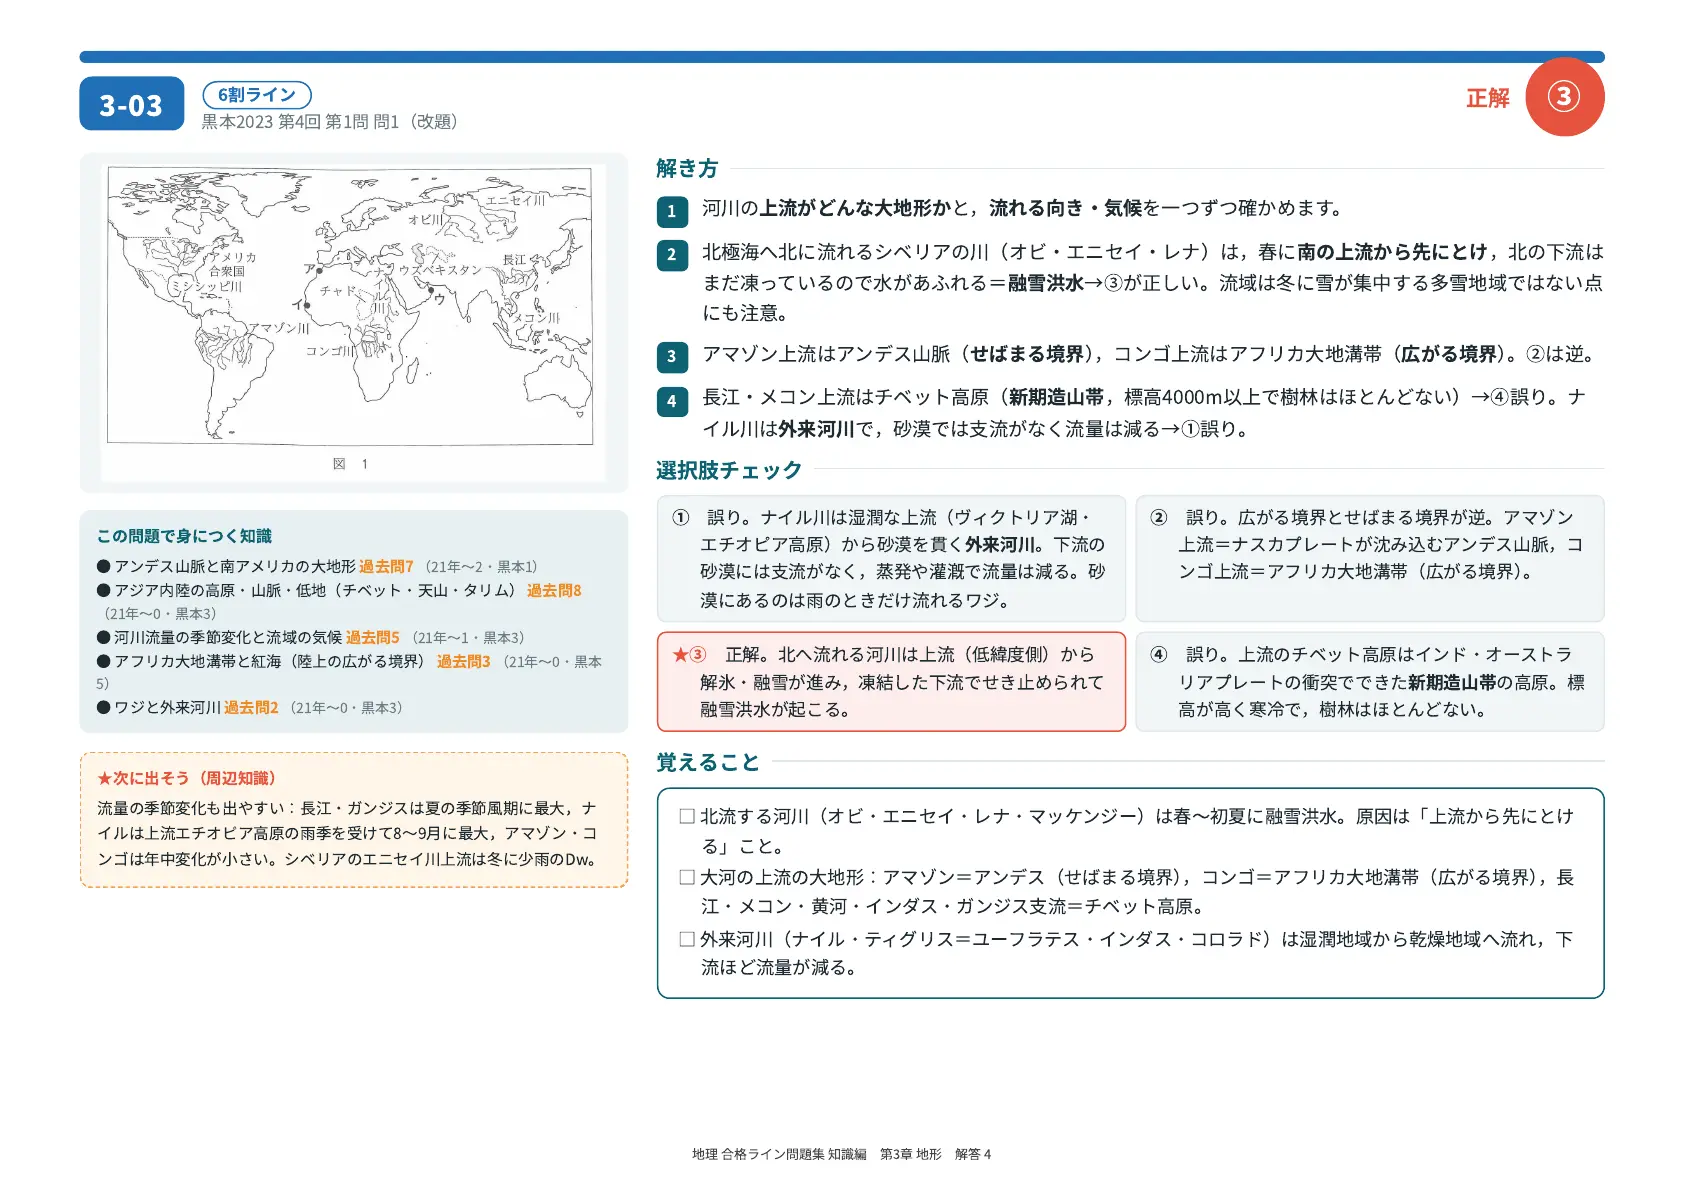 3-03
6割ライン
黒本2023 第4回 第1問 問1（改題）
正解 ③
エニセイ川
オビ川
アメリカ
合衆国
ミシシッピ川
ア
ナイル川
ウズベキスタン
長江
チャド
イ
ウ
メコン川
アマゾン川
コンゴ川
図 1
この問題で身につく知識
● アンデス山脈と南アメリカの大地形 過去問7 （21年〜2・黒本1）
● アジア内陸の高原・山脈・低地（チベット・天山・タリム） 過去問8
（21年〜0・黒本3）
● 河川流量の季節変化と流域の気候 過去問5 （21年〜1・黒本3）
● アフリカ大地溝帯と紅海（陸上の広がる境界） 過去問3 （21年〜0・黒本
5）
● ワジと外来河川 過去問2 （21年〜0・黒本3）
★次に出そう（周辺知識）
流量の季節変化も出やすい：長江・ガンジスは夏の季節風期に最大，ナ
イルは上流エチオピア高原の雨季を受けて8〜9月に最大，アマゾン・コ
ンゴは年中変化が小さい。シベリアのエニセイ川上流は冬に少雨のDw。
解き方
1 河川の上流がどんな大地形かと，流れる向き・気候を一つずつ確かめます。
2 北極海へ北に流れるシベリアの川（オビ・エニセイ・レナ）は，春に南の上流から先にとけ，北の下流は
まだ凍っているので水があふれる＝融雪洪水→③が正しい。流域は冬に雪が集中する多雪地域ではない点
にも注意。
3 アマゾン上流はアンデス山脈（せばまる境界），コンゴ上流はアフリカ大地溝帯（広がる境界）。②は逆。
4 長江・メコン上流はチベット高原（新期造山帯，標高4000m以上で樹林はほとんどない）→④誤り。ナ
イル川は外来河川で，砂漠では支流がなく流量は減る→①誤り。
選択肢チェック
① 誤り。ナイル川は湿潤な上流（ヴィクトリア湖・
エチオピア高原）から砂漠を貫く外来河川。下流の
砂漠には支流がなく，蒸発や灌漑で流量は減る。砂
漠にあるのは雨のときだけ流れるワジ。
② 誤り。広がる境界とせばまる境界が逆。アマゾン
上流＝ナスカプレートが沈み込むアンデス山脈，コ
ンゴ上流＝アフリカ大地溝帯（広がる境界）。
★③ 正解。北へ流れる河川は上流（低緯度側）から
解氷・融雪が進み，凍結した下流でせき止められて
融雪洪水が起こる。
④ 誤り。上流のチベット高原はインド・オーストラ
リアプレートの衝突でできた新期造山帯の高原。標
高が高く寒冷で，樹林はほとんどない。
覚えること
□ 北流する河川（オビ・エニセイ・レナ・マッケンジー）は春〜初夏に融雪洪水。原因は「上流から先にとけ
る」こと。
□ 大河の上流の大地形：アマゾン＝アンデス（せばまる境界），コンゴ＝アフリカ大地溝帯（広がる境界），長
江・メコン・黄河・インダス・ガンジス支流＝チベット高原。
□ 外来河川（ナイル・ティグリス＝ユーフラテス・インダス・コロラド）は湿潤地域から乾燥地域へ流れ，下
流ほど流量が減る。
地理 合格ライン問題集 知識編 第3章 地形 解答 4